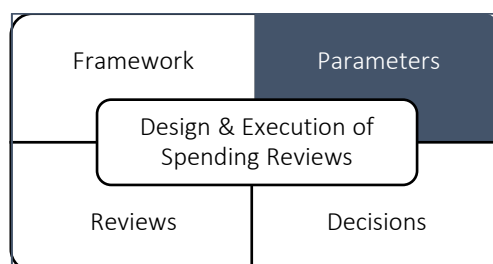 Framework
Parameters
Design & Execution of
Spending Reviews
Reviews
Decisions